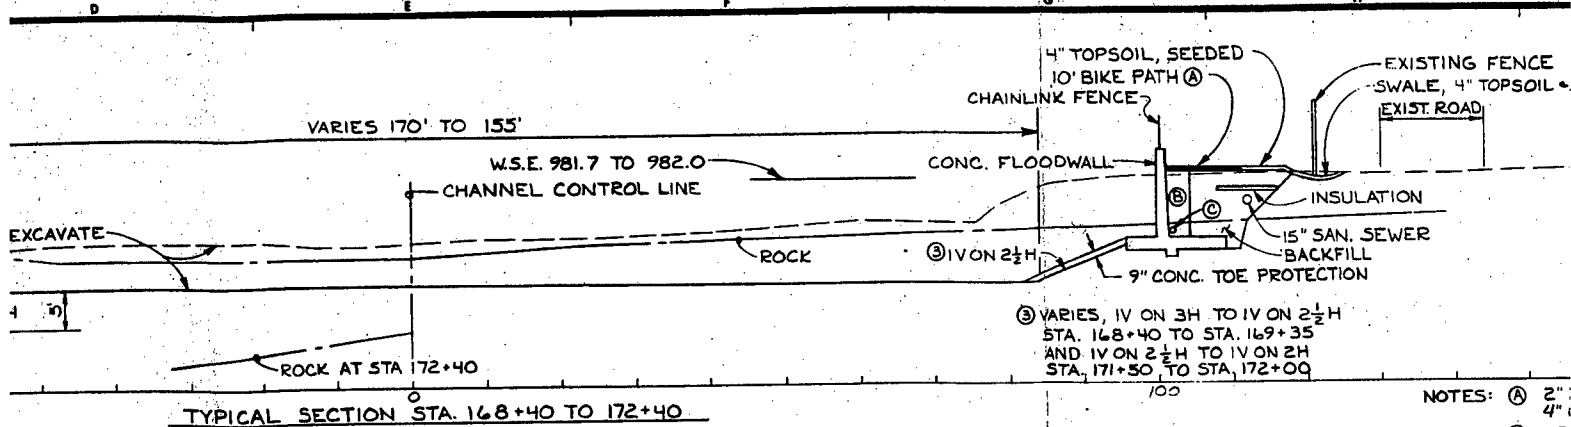 D
E
F
G
H
4" TOPSOIL, SEEDED
10' BIKE PATH Ⓐ
CHAINLINK FENCE
EXISTING FENCE
SWALE, 4" TOPSOIL
EXIST. ROAD
VARIES 170' TO 155'
W.S.E. 981.7 TO 982.0
CONC. FLOODWALL
CHANNEL CONTROL LINE
Ⓑ
Ⓒ
INSULATION
EXCAVATE
ROCK
③ 1V ON 2½H
15" SAN. SEWER
BACKFILL
9" CONC. TOE PROTECTION
③ VARIES, 1V ON 3H TO 1V ON 2½H
STA. 168+40 TO STA. 169+35
AND 1V ON 2½H TO 1V ON 2H
STA. 171+50 TO STA. 172+00
ROCK AT STA 172+40
0
100
TYPICAL SECTION STA. 168+40 TO 172+40
NOTES: Ⓐ 2"
4"